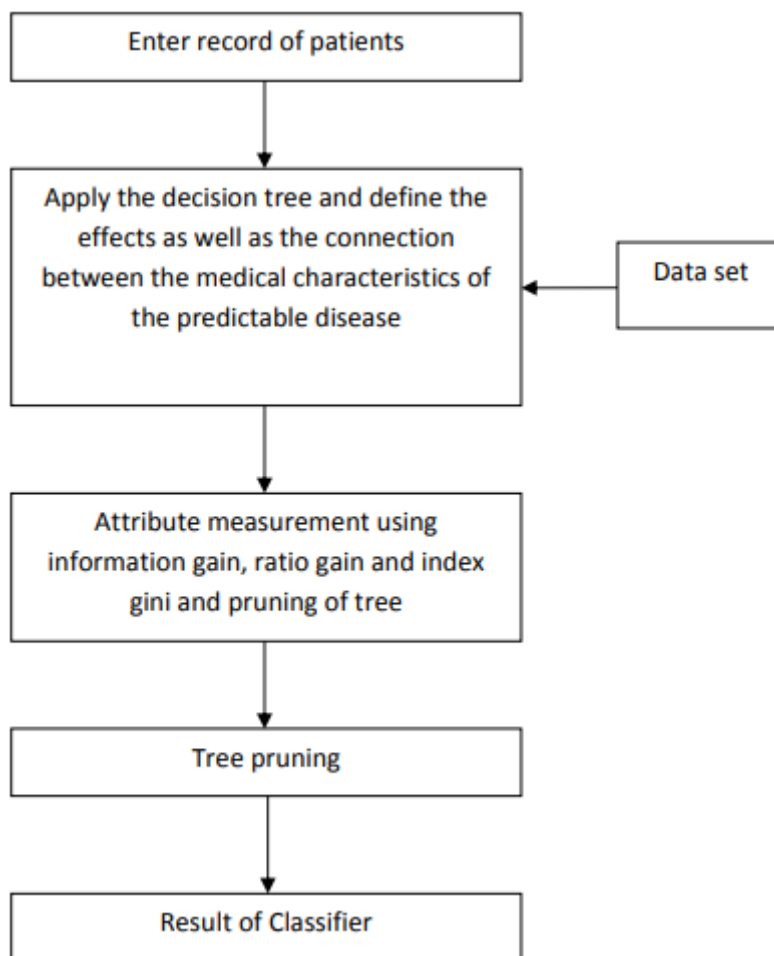 Enter record of patients
Apply the decision tree and define the
effects as well as the connection
between the medical characteristics of
the predictable disease
Data set
Attribute measurement using
information gain, ratio gain and index
gini and pruning of tree
Tree pruning
Result of Classifier